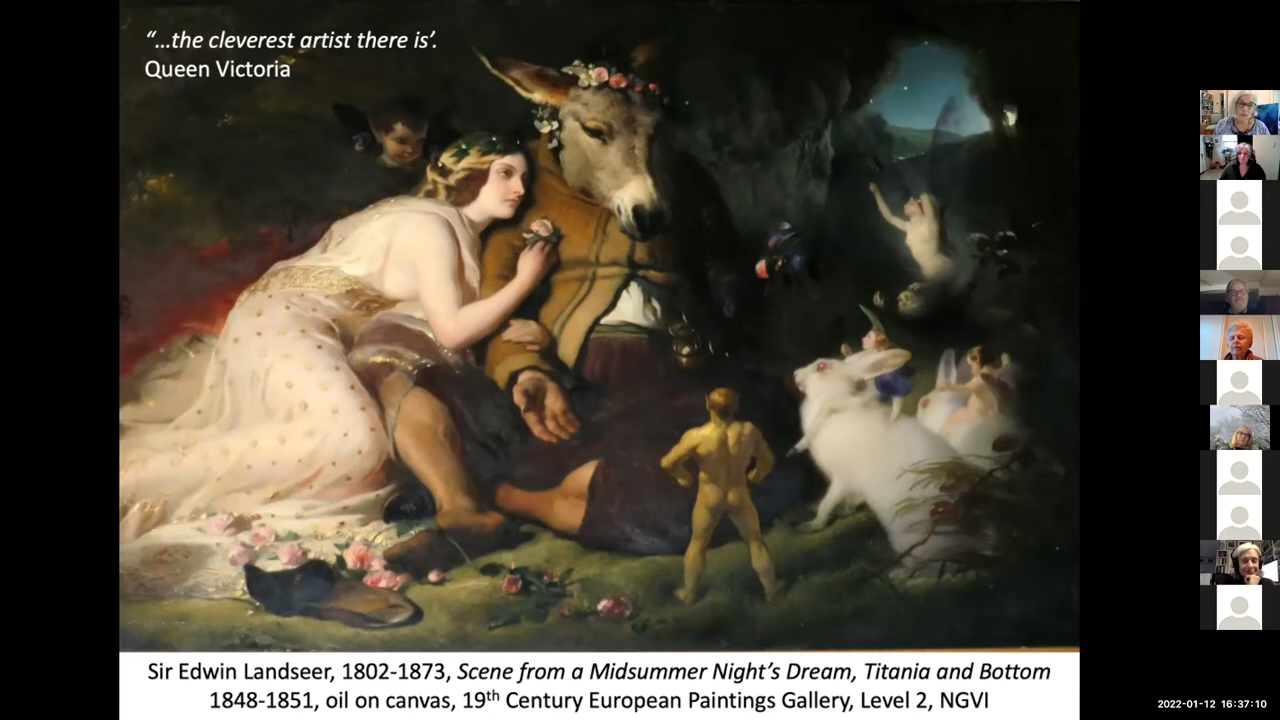 “…the cleverest artist there is’.
Queen Victoria
Sir Edwin Landseer, 1802-1873, Scene from a Midsummer Night’s Dream, Titania and Bottom
1848-1851, oil on canvas, 19th Century European Paintings Gallery, Level 2, NGVI
2022-01-12 16:37:10